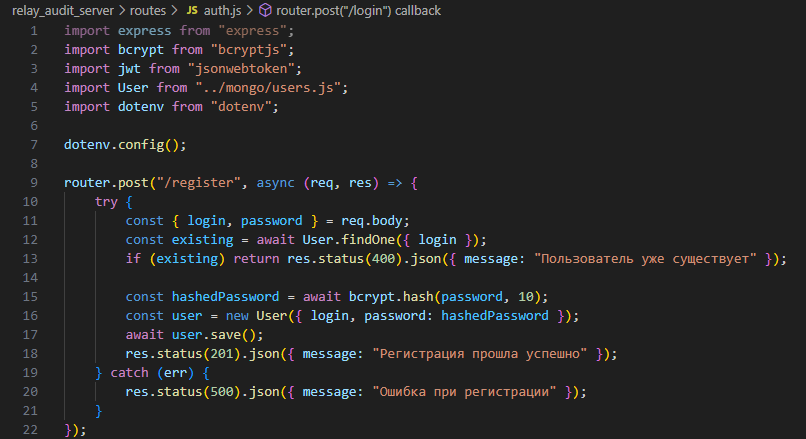 relay_audit_server > routes > JS auth.js > router.post("/login") callback
1 import express from "express";
2 import bcrypt from "bcryptjs";
3 import jwt from "jsonwebtoken";
4 import User from "../mongo/users.js";
5 import dotenv from "dotenv";
6
7 dotenv.config();
8
9 router.post("/register", async (req, res) => {
10     try {
11         const { login, password } = req.body;
12         const existing = await User.findOne({ login });
13         if (existing) return res.status(400).json({ message: "Пользователь уже существует" });
14
15         const hashedPassword = await bcrypt.hash(password, 10);
16         const user = new User({ login, password: hashedPassword });
17         await user.save();
18         res.status(201).json({ message: "Регистрация прошла успешно" });
19     } catch (err) {
20         res.status(500).json({ message: "Ошибка при регистрации" });
21     }
22 });